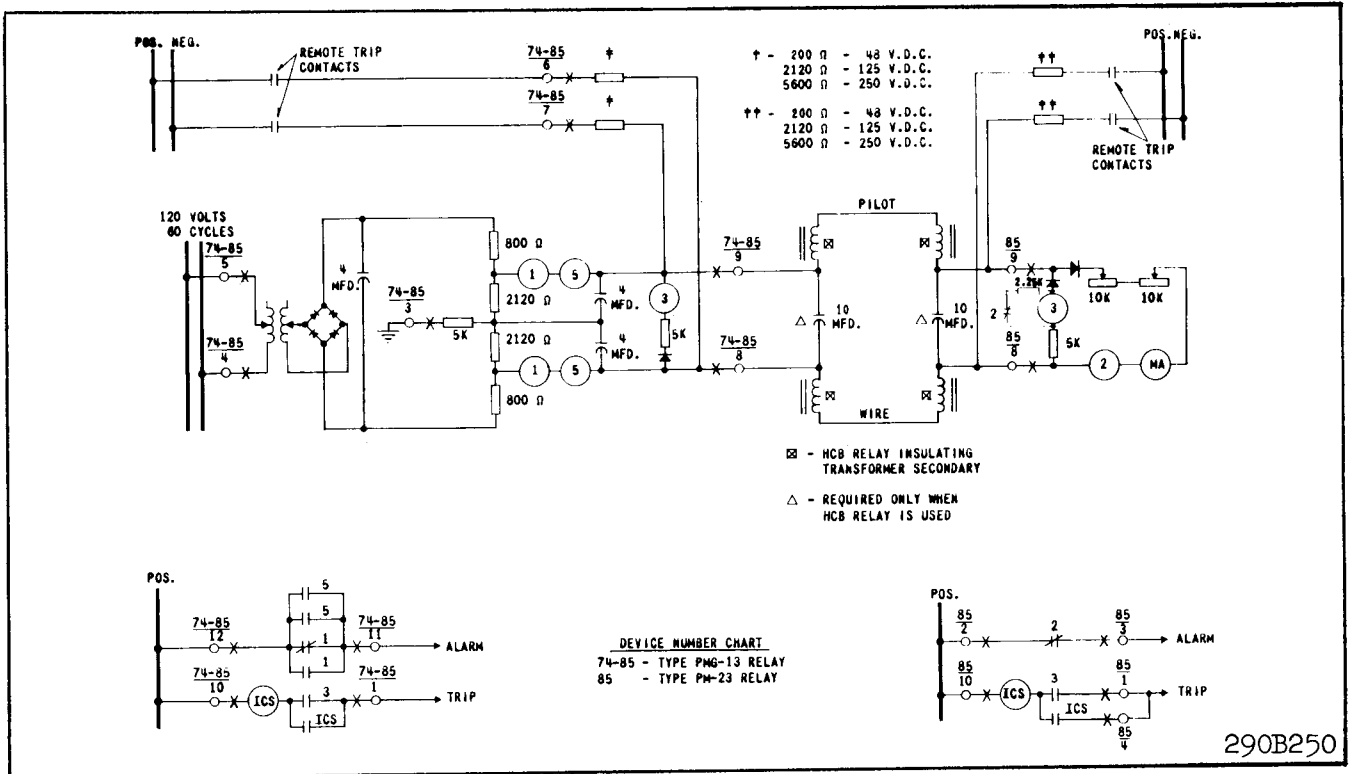 POS. NEG.
REMOTE TRIP
CONTACTS
74-85
6
*
74-85
7
*
† - 200 Ω - 48 V.D.C.
2120 Ω - 125 V.D.C.
5600 Ω - 250 V.D.C.
†† - 200 Ω - 48 V.D.C.
2120 Ω - 125 V.D.C.
5600 Ω - 250 V.D.C.
POS.NEG.
††
††
REMOTE TRIP
CONTACTS
120 VOLTS
60 CYCLES
74-85
5
74-85
4
4
MFD.
74-85
3
5K
800 Ω
2120 Ω
2120 Ω
800 Ω
1
5
1
5
4
MFD.
4
MFD.
3
5K
74-85
9
74-85
8
PILOT
WIRE
10
MFD.
△
10
MFD.
△
85
9
85
8
2.25K
2
3
5K
10K
10K
2
MA
⊠ - HCB RELAY INSULATING
TRANSFORMER SECONDARY
△ - REQUIRED ONLY WHEN
HCB RELAY IS USED
POS.
74-85
12
5
5
1
1
74-85
11
ALARM
74-85
10
ICS
3
ICS
74-85
1
TRIP
DEVICE NUMBER CHART
74-85 - TYPE PMG-13 RELAY
85 - TYPE PM-23 RELAY
POS.
85
2
2
85
3
ALARM
85
10
ICS
3
ICS
85
1
TRIP
85
4
290B250